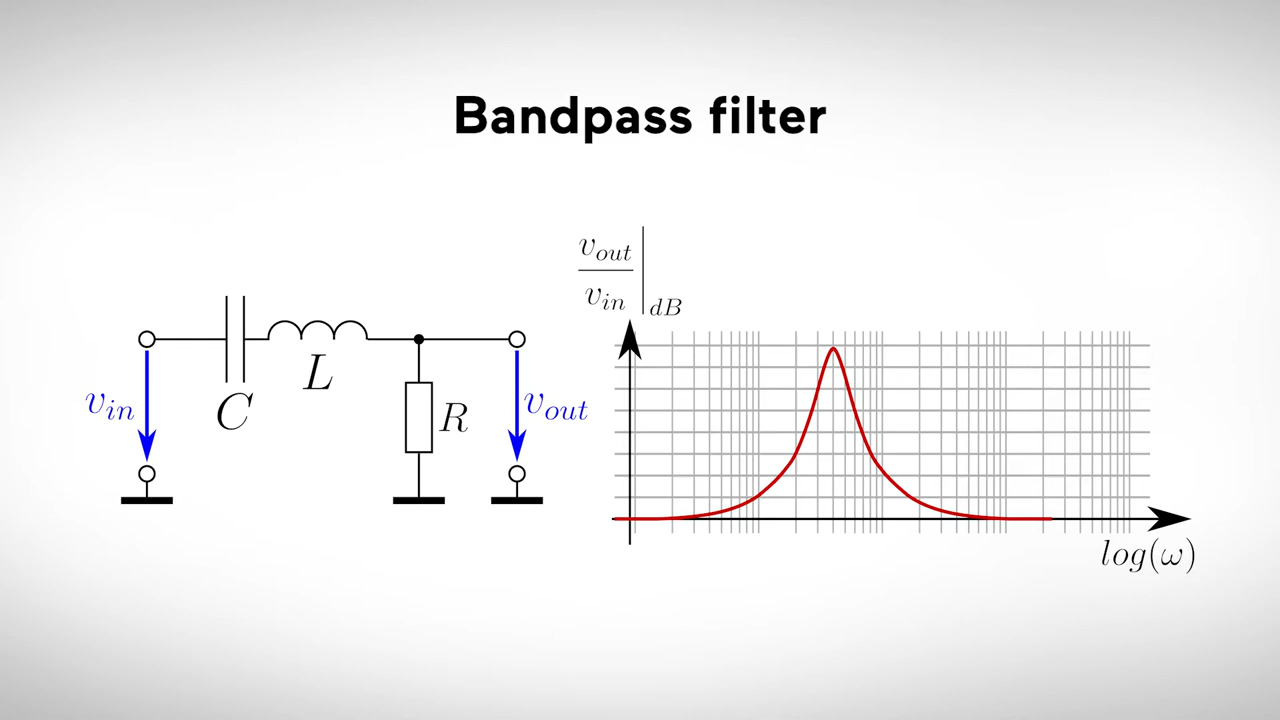 Bandpass filter
v_in
C
L
R
v_out
v_out
v_in
dB
log(ω)